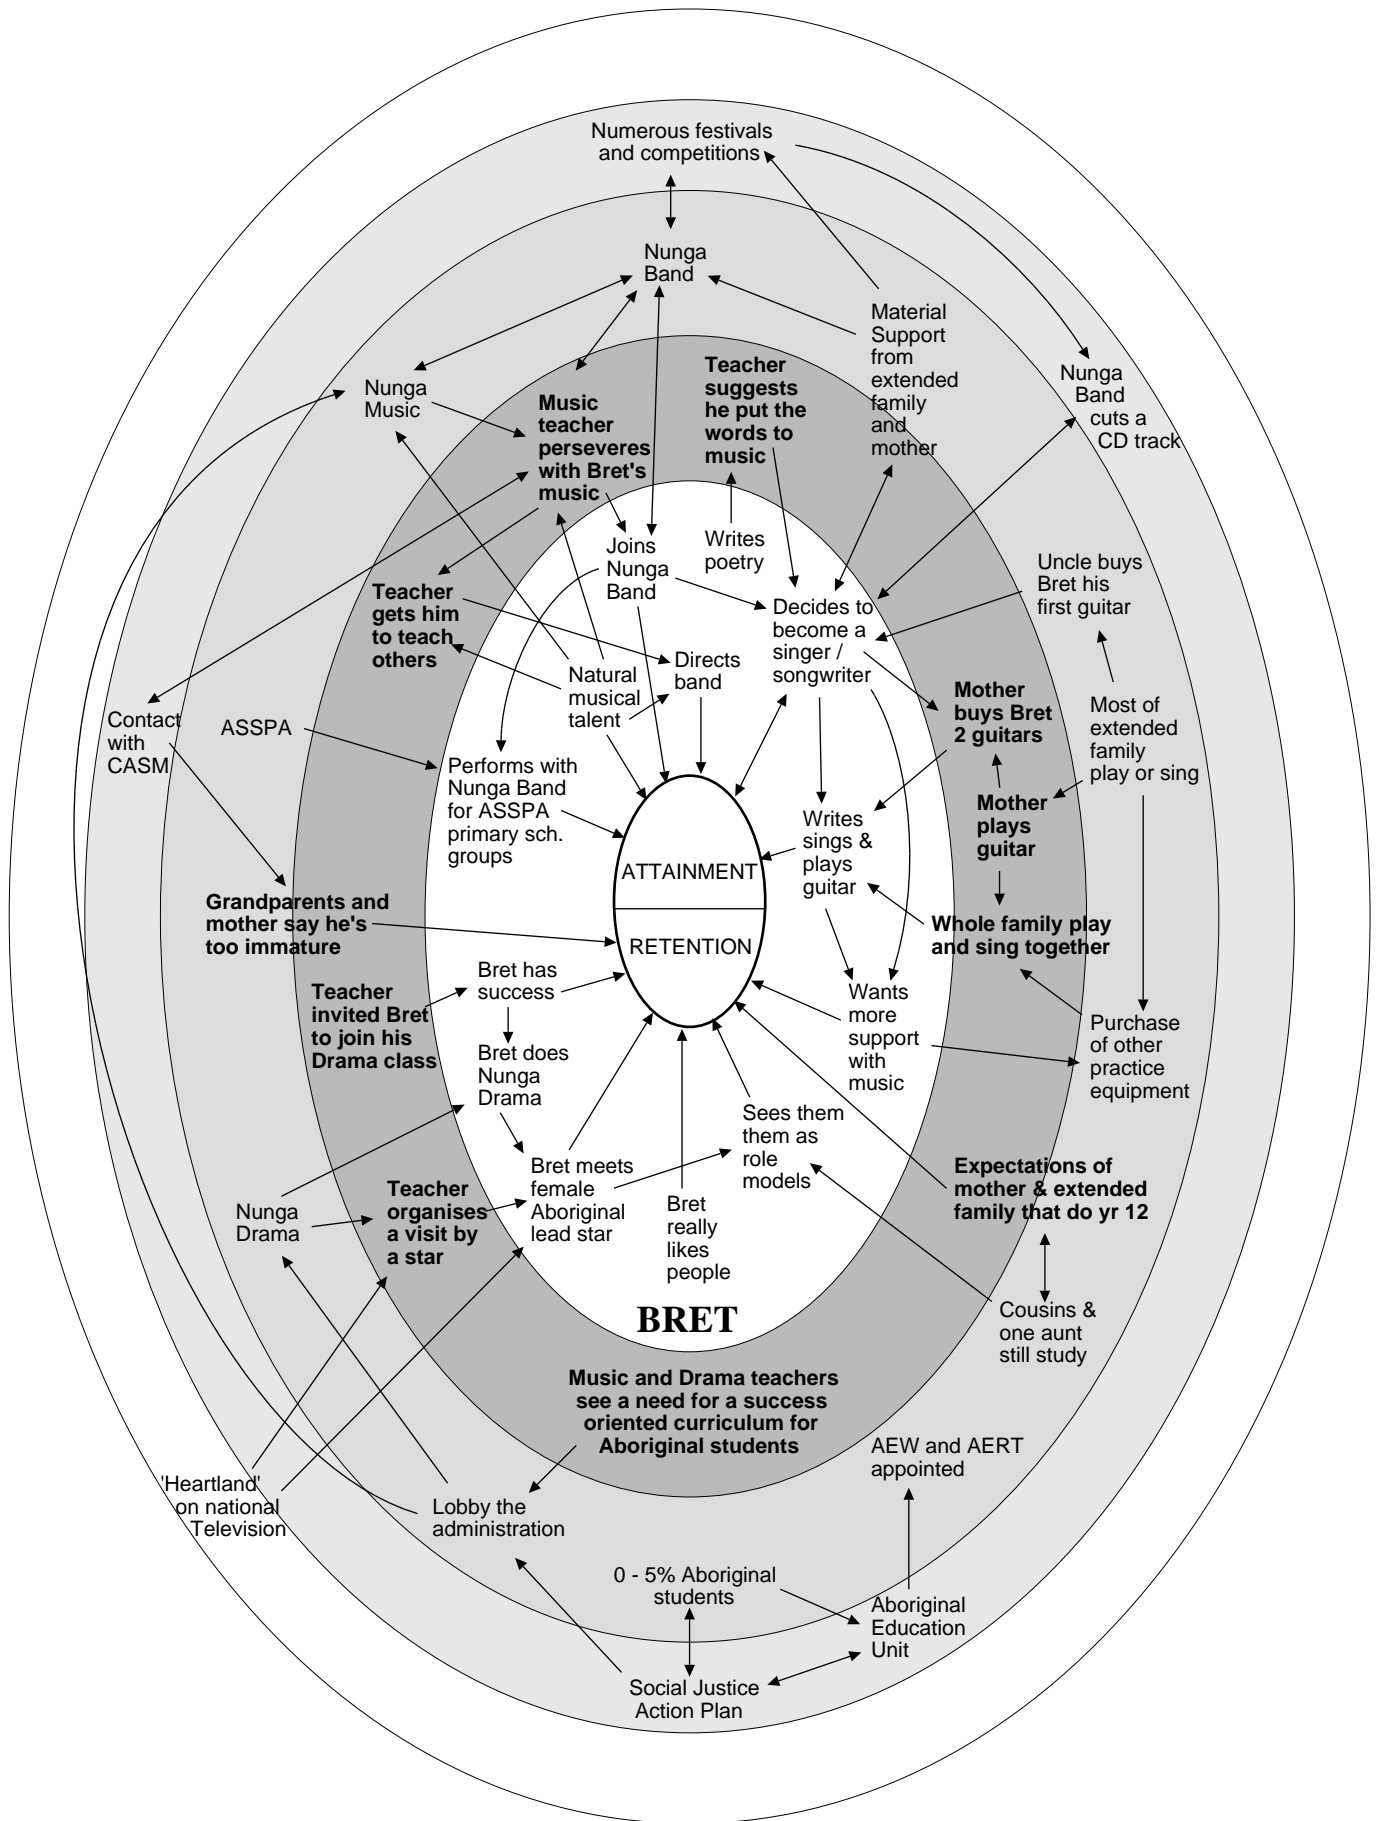 Numerous festivals
and competitions
Nunga
Band
Material
Support
from
extended
family
and
mother
Teacher
suggests
he put the
words to
music
Nunga
Band
cuts a
CD track
Nunga
Music
Music
teacher
perseveres
with Bret's
music
Joins
Nunga
Band
Writes
poetry
Uncle buys
Bret his
first guitar
Teacher
gets him
to teach
others
Decides to
become a
singer /
songwriter
Directs
band
Natural
musical
talent
Mother
buys Bret
2 guitars
Most of
extended
family
play or sing
Contact
with
CASM
ASSPA
Performs with
Nunga Band
for ASSPA
primary sch.
groups
Mother
plays
guitar
Writes
sings &
plays
guitar
ATTAINMENT
RETENTION
Grandparents and
mother say he's
too immature
Whole family play
and sing together
Bret has
success
Teacher
invited Bret
to join his
Drama class
Wants
more
support
with
music
Purchase
of other
practice
equipment
Bret does
Nunga
Drama
Sees them
them as
role
models
Bret meets
female
Aboriginal
lead star
Expectations of
mother & extended
family that do yr 12
Teacher
organises
a visit by
a star
Nunga
Drama
Bret
really
likes
people
BRET
Cousins &
one aunt
still study
Music and Drama teachers
see a need for a success
oriented curriculum for
Aboriginal students
AEW and AERT
appointed
'Heartland'
on national
Television
Lobby the
administration
0 - 5% Aboriginal
students
Aboriginal
Education
Unit
Social Justice
Action Plan